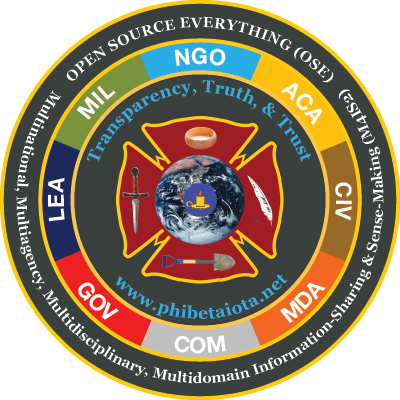 OPEN SOURCE EVERYTHING (OSE)
Multinational, Multiagency, Multidisciplinary, Multidomain Information-Sharing & Sense-Making (M4IS2)
NGO
ACA
CIV
MDA
COM
GOV
LEA
MIL
Transparency, Truth, & Trust
www.phibetaiota.net